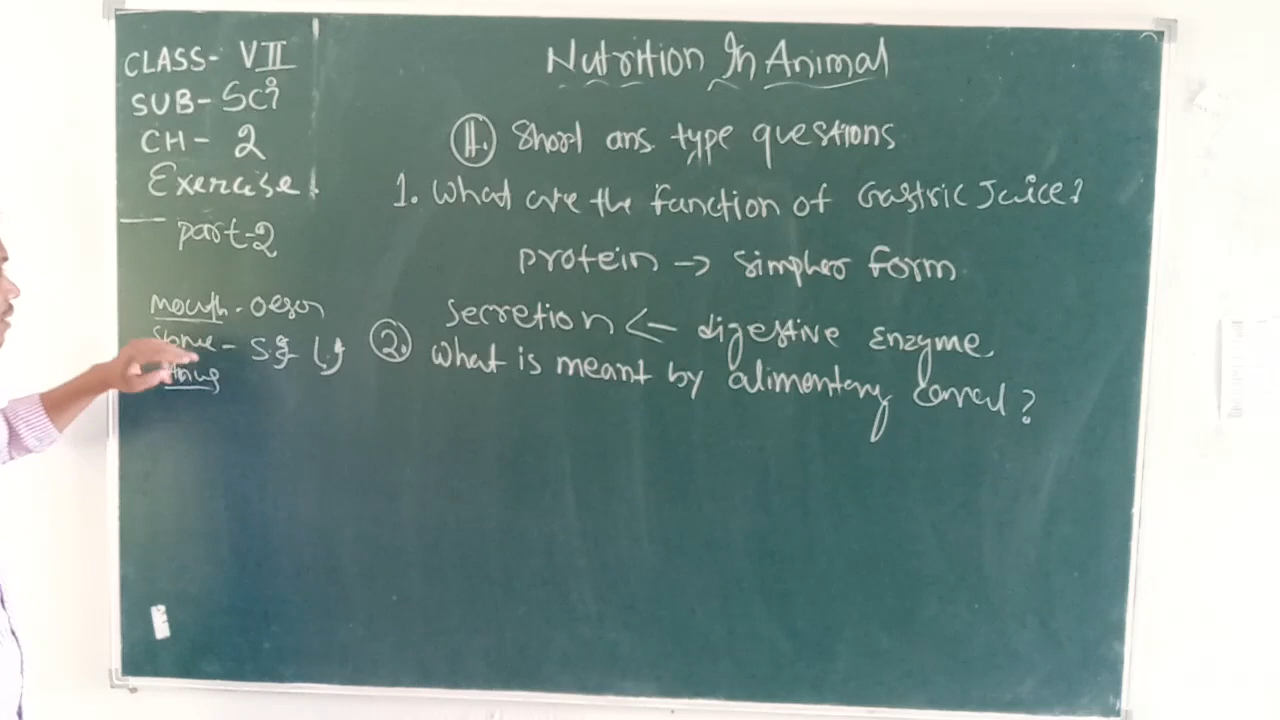 CLASS- VII
SUB- Sci
CH- 2
Exercise
part-2
Mouth - Oeso
Nutrition In Animal
II. Short ans. type questions
1. What are the function of Gastric Juice?
protein → simpler form
secretion ← digestive enzyme
2. What is meant by alimentary canal?